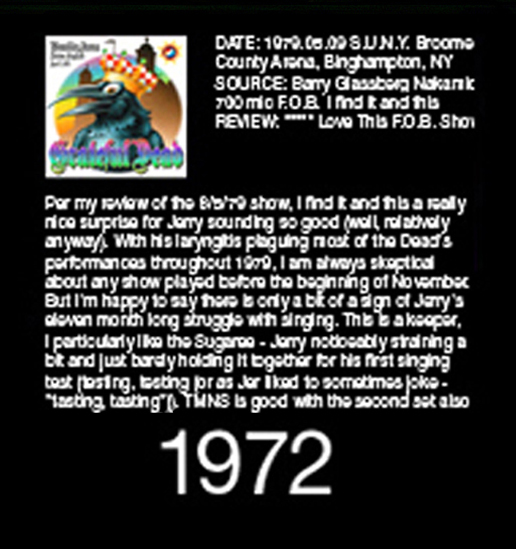 Grateful Dead
DATE: 1979.05.09 S.U.N.Y. Broome
County Arena, Binghampton, NY
SOURCE: Barry Glassberg Nakamic
700 mic F.O.B. I find it and this
REVIEW: ***** Love This F.O.B. Show
Per my review of the 8/5/79 show, I find it and this a really
nice surprise for Jerry sounding so good (well, relatively
anyway). With his laryngitis plaguing most of the Dead's
performances throughout 1979, I am always skeptical
about any show played before the beginning of November.
But I'm happy to say there is only a bit of a sign of Jerry's
eleven month long struggle with singing. This is a keeper,
I particularly like the Sugaree - Jerry noticeably straining a
bit and just barely holding it together for his first singing
test (testing, testing (or as Jer liked to sometimes joke -
"tasting, tasting")). TMNS is good with the second set also
1972